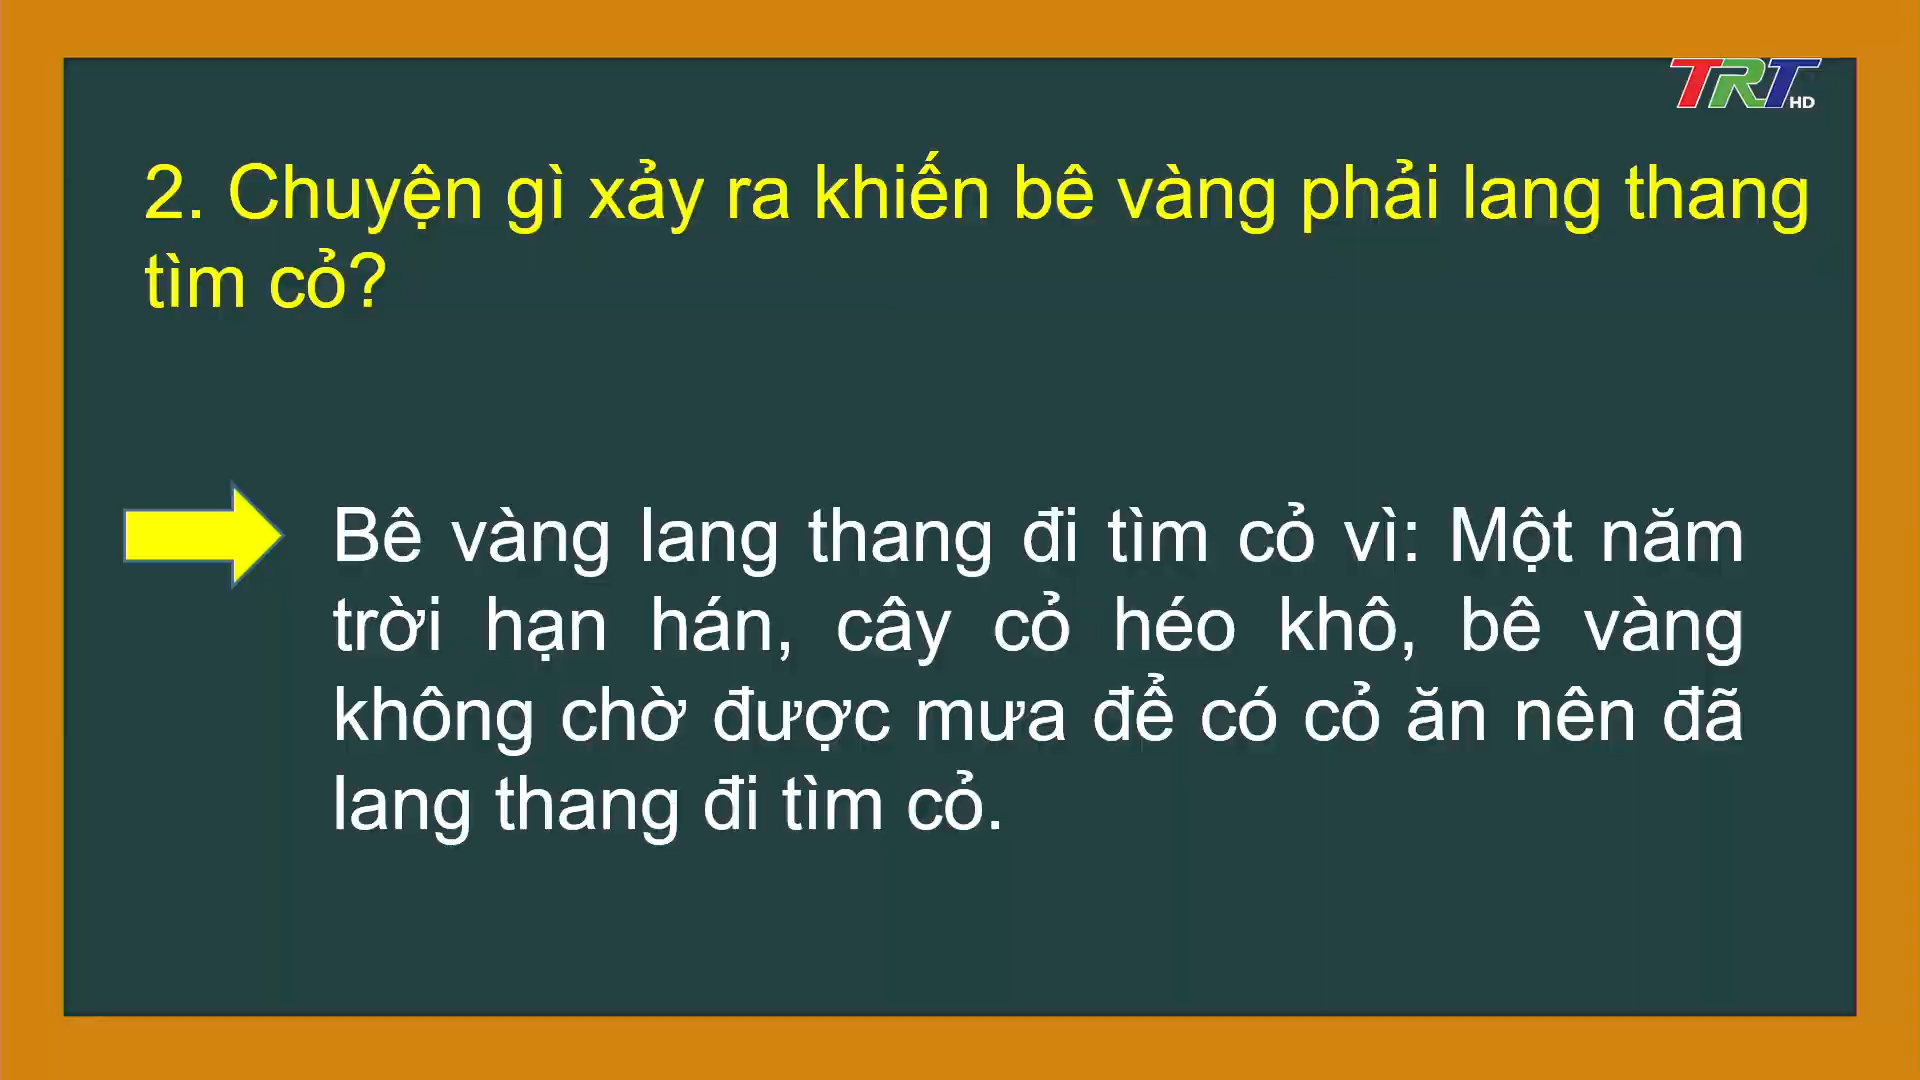 TRT HD
2. Chuyện gì xảy ra khiến bê vàng phải lang thang
tìm cỏ?
Bê vàng lang thang đi tìm cỏ vì: Một năm
trời hạn hán, cây cỏ héo khô, bê vàng
không chờ được mưa để có cỏ ăn nên đã
lang thang đi tìm cỏ.